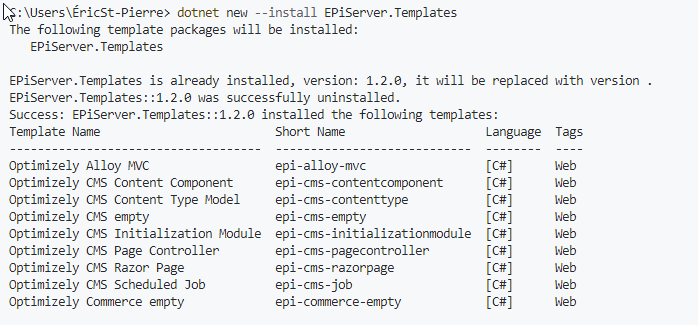 C:\Users\ÉricSt-Pierre> dotnet new --install EPiServer.Templates
The following template packages will be installed:
   EPiServer.Templates

EPiServer.Templates is already installed, version: 1.2.0, it will be replaced with version .
EPiServer.Templates::1.2.0 was successfully uninstalled.
Success: EPiServer.Templates::1.2.0 installed the following templates:
Template Name                      Short Name                    Language  Tags
---------------------------------  ----------------------------  --------  ----
Optimizely Alloy MVC               epi-alloy-mvc                 [C#]      Web
Optimizely CMS Content Component   epi-cms-contentcomponent      [C#]      Web
Optimizely CMS Content Type Model  epi-cms-contenttype           [C#]      Web
Optimizely CMS empty               epi-cms-empty                 [C#]      Web
Optimizely CMS Initialization Module  epi-cms-initializationmodule  [C#]      Web
Optimizely CMS Page Controller     epi-cms-pagecontroller        [C#]      Web
Optimizely CMS Razor Page          epi-cms-razorpage             [C#]      Web
Optimizely CMS Scheduled Job       epi-cms-job                   [C#]      Web
Optimizely Commerce empty          epi-commerce-empty            [C#]      Web